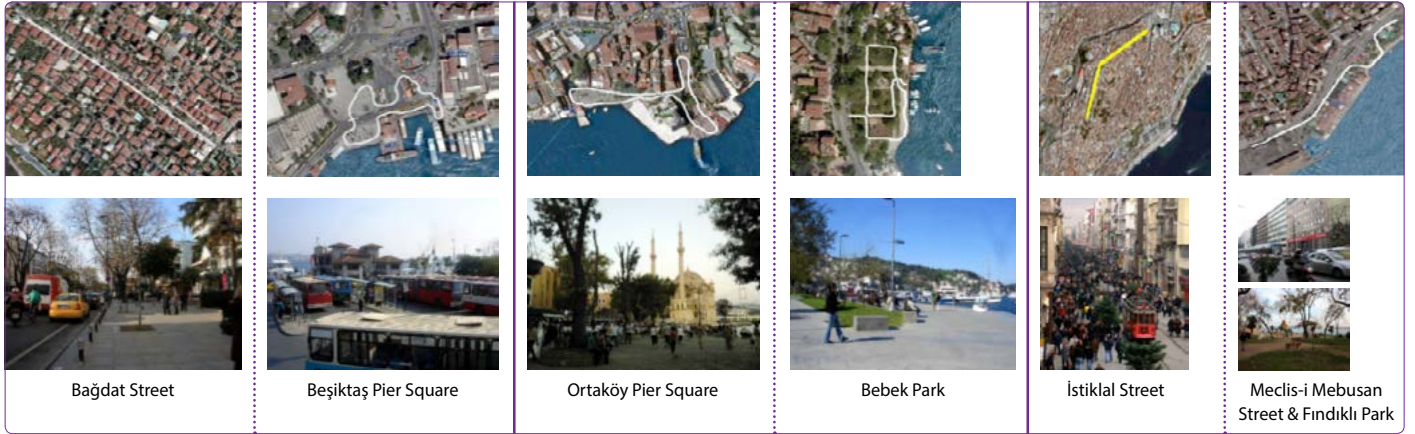 Bağdat Street
Beşiktaş Pier Square
Ortaköy Pier Square
Bebek Park
İstiklal Street
Meclis-i Mebusan
Street & Fındıklı Park